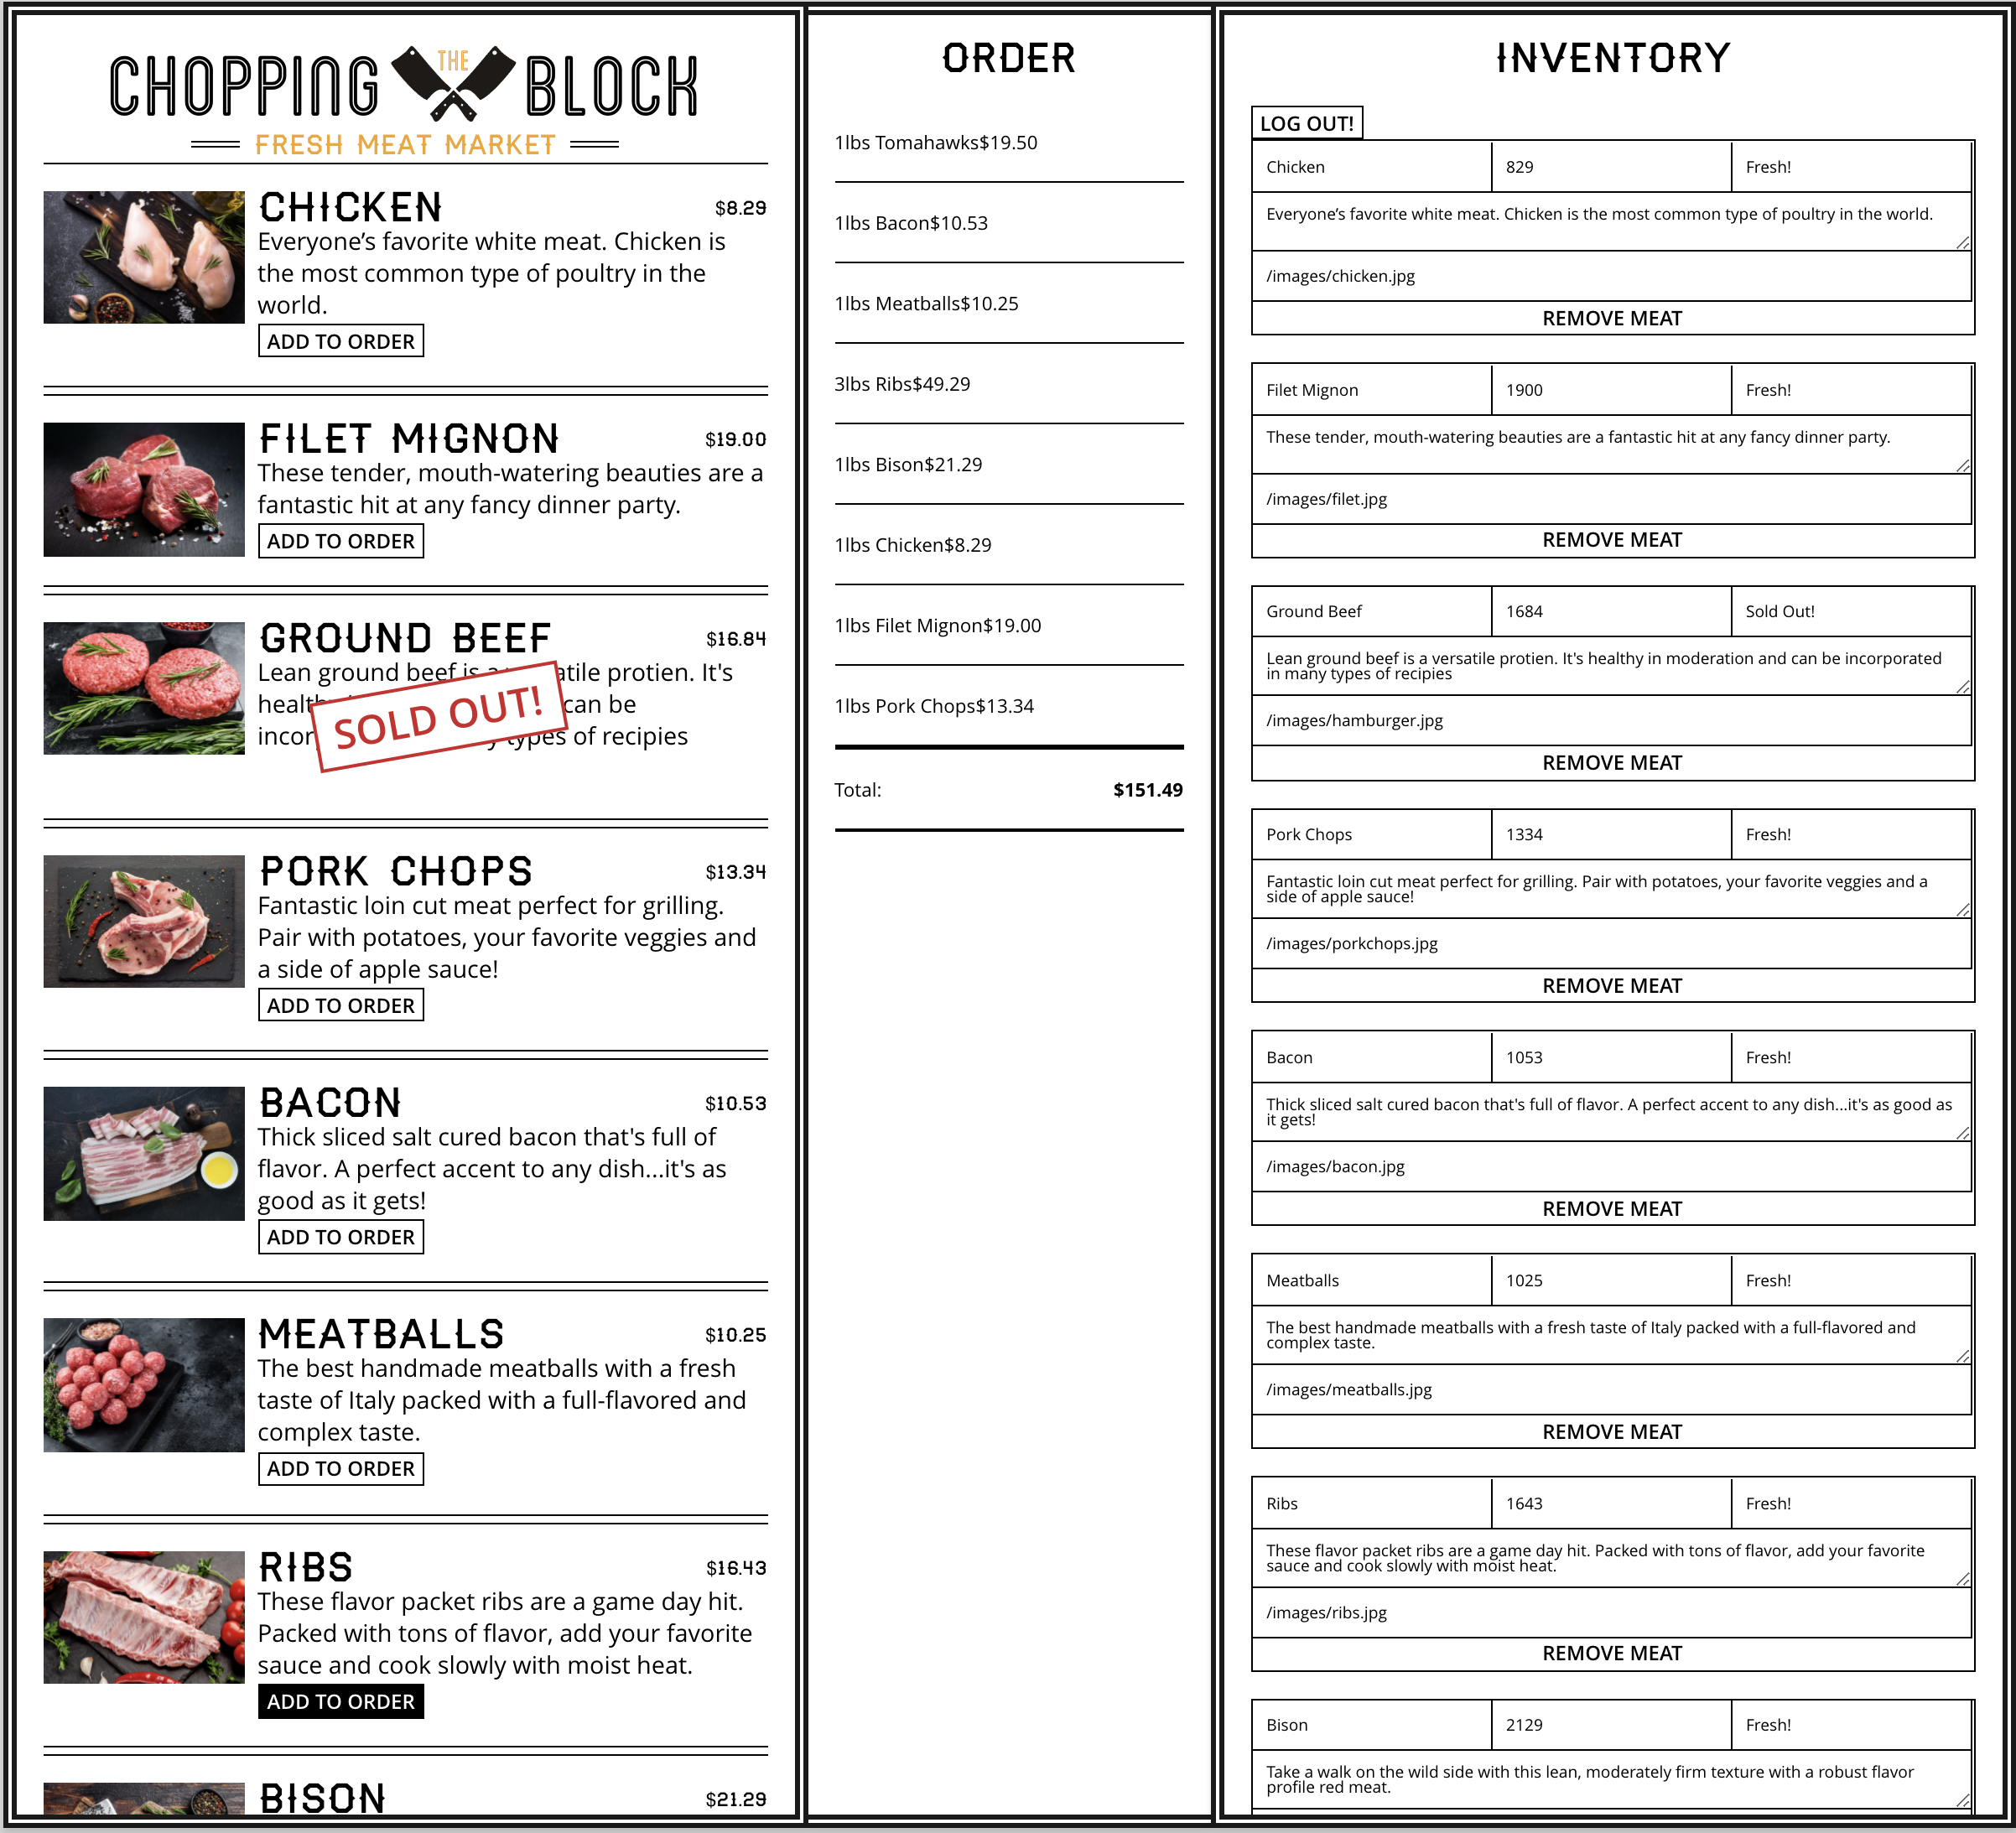 CHOPPING THE BLOCK
FRESH MEAT MARKET
CHICKEN
$8.29
Everyone’s favorite white meat. Chicken is
the most common type of poultry in the
world.
ADD TO ORDER
FILET MIGNON
$19.00
These tender, mouth-watering beauties are a
fantastic hit at any fancy dinner party.
ADD TO ORDER
GROUND BEEF
$16.84
Lean ground beef is a tile protien. It's
can be
types of recipies
SOLD OUT!
PORK CHOPS
$13.34
Fantastic loin cut meat perfect for grilling.
Pair with potatoes, your favorite veggies and
a side of apple sauce!
ADD TO ORDER
BACON
$10.53
Thick sliced salt cured bacon that's full of
flavor. A perfect accent to any dish...it's as
good as it gets!
ADD TO ORDER
MEATBALLS
$10.25
The best handmade meatballs with a fresh
taste of Italy packed with a full-flavored and
complex taste.
ADD TO ORDER
RIBS
$16.43
These flavor packet ribs are a game day hit.
Packed with tons of flavor, add your favorite
sauce and cook slowly with moist heat.
ADD TO ORDER
BISON
$21.29
ORDER
1lbs Tomahawks$19.50
1lbs Bacon$10.53
1lbs Meatballs$10.25
3lbs Ribs$49.29
1lbs Bison$21.29
1lbs Chicken$8.29
1lbs Filet Mignon$19.00
1lbs Pork Chops$13.34
Total: $151.49
INVENTORY
LOG OUT!
Chicken 829 Fresh!
Everyone’s favorite white meat. Chicken is the most common type of poultry in the world.
/images/chicken.jpg
REMOVE MEAT
Filet Mignon 1900 Fresh!
These tender, mouth-watering beauties are a fantastic hit at any fancy dinner party.
/images/filet.jpg
REMOVE MEAT
Ground Beef 1684 Sold Out!
Lean ground beef is a versatile protien. It's healthy in moderation and can be incorporated
in many types of recipies
/images/hamburger.jpg
REMOVE MEAT
Pork Chops 1334 Fresh!
Fantastic loin cut meat perfect for grilling. Pair with potatoes, your favorite veggies and a
side of apple sauce!
/images/porkchops.jpg
REMOVE MEAT
Bacon 1053 Fresh!
Thick sliced salt cured bacon that's full of flavor. A perfect accent to any dish...it's as good as
it gets!
/images/bacon.jpg
REMOVE MEAT
Meatballs 1025 Fresh!
The best handmade meatballs with a fresh taste of Italy packed with a full-flavored and
complex taste.
/images/meatballs.jpg
REMOVE MEAT
Ribs 1643 Fresh!
These flavor packet ribs are a game day hit. Packed with tons of flavor, add your favorite
sauce and cook slowly with moist heat.
/images/ribs.jpg
REMOVE MEAT
Bison 2129 Fresh!
Take a walk on the wild side with this lean, moderately firm texture with a robust flavor
profile red meat.